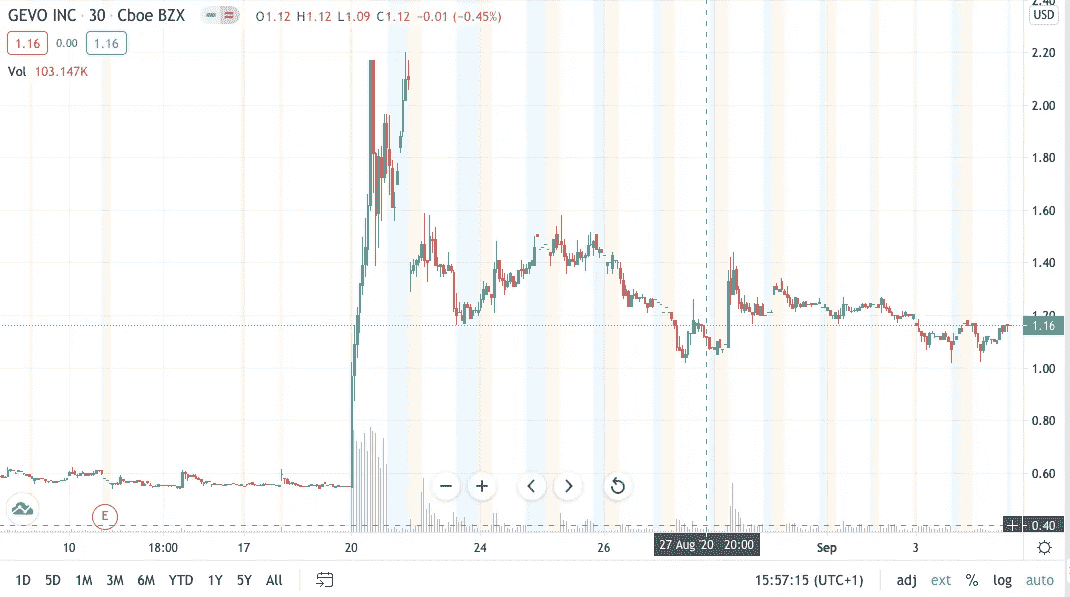 GEVO INC · 30 · Cboe BZX O1.12 H1.12 L1.09 C1.12 -0.01 (-0.45%)
1.16 0.00 1.16
Vol 103.147K
2.40
USD
2.20
2.00
1.80
1.60
1.40
1.20
1.16
1.00
0.80
0.60
0.40
E
10 18:00 17 20 24 26 27 Aug '20 20:00 Sep 3
1D 5D 1M 3M 6M YTD 1Y 5Y All 15:57:15 (UTC+1) adj ext % log auto